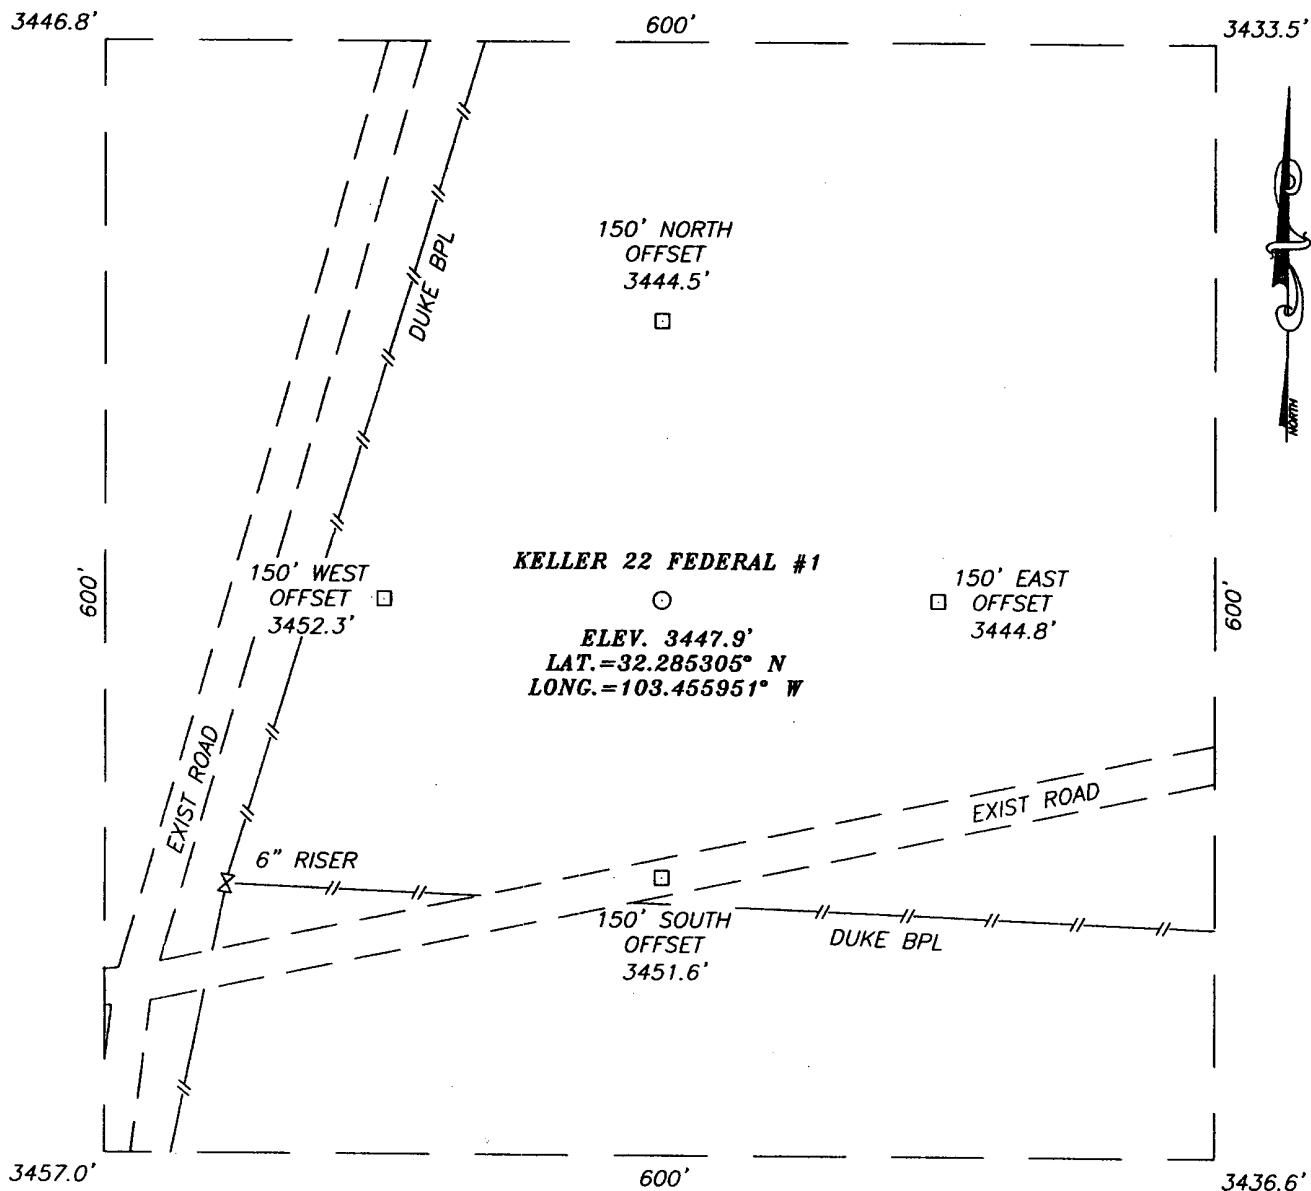 3446.8'
600'
3433.5'
150' NORTH
OFFSET
3444.5'
DUKE BPL
NORTH
KELLER 22 FEDERAL #1
150' WEST
OFFSET
3452.3'
150' EAST
OFFSET
3444.8'
600'
600'
ELEV. 3447.9'
LAT.=32.285305° N
LONG.=103.455951° W
EXIST ROAD
EXIST ROAD
6" RISER
150' SOUTH
OFFSET
3451.6'
DUKE BPL
3457.0'
600'
3436.6'